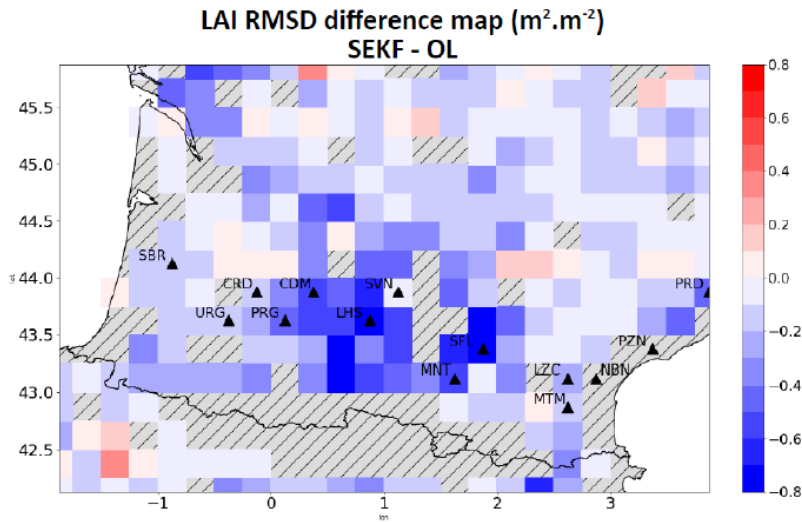 LAI RMSD difference map (m².m⁻²)
SEKF - OL
45.5
45.0
44.5
44.0
43.5
43.0
42.5
lat
SBR
CRD
CDM
SVN
PRD
URG
PRG
LHS
SFL
PZN
MNT
LZC
NBN
MTM
−1
0
1
2
3
lon
0.8
0.6
0.4
0.2
0.0
−0.2
−0.4
−0.6
−0.8